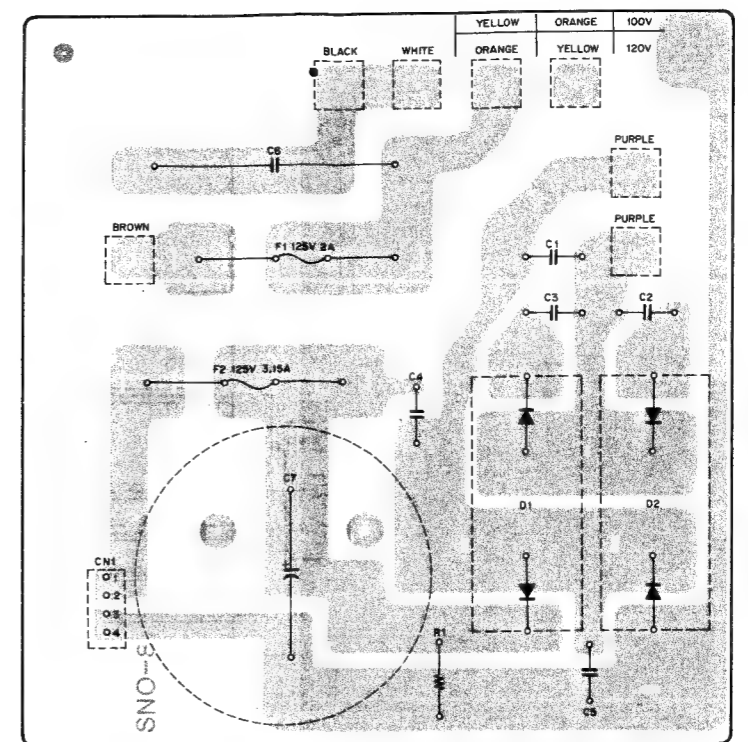 YELLOW ORANGE 100V
BLACK WHITE ORANGE YELLOW 120V
C6
PURPLE
BROWN
PURPLE
F1 125V 2A
C1
C3 C2
F2 125V 3.15A
C4
C7
D1 D2
CN1
1
2
3
4
R1
SNO-3
C5